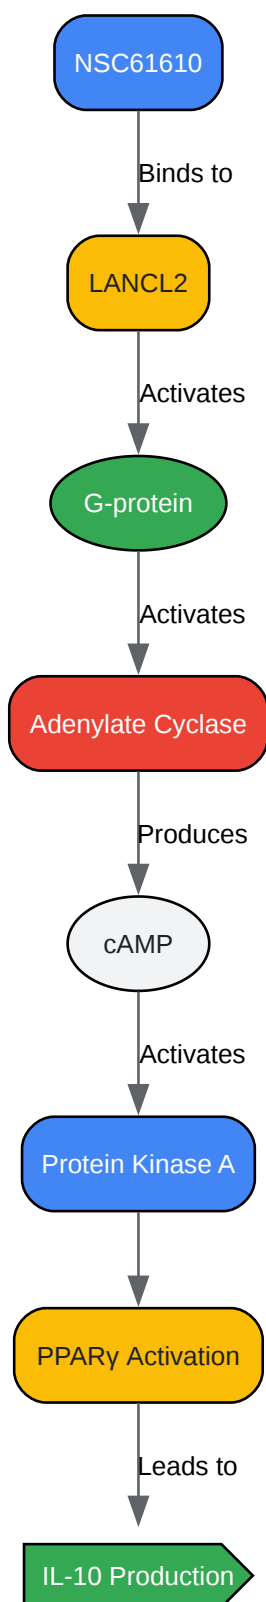 NSC61610
Binds to
LANCL2
Activates
G-protein
Activates
Adenylate Cyclase
Produces
cAMP
Activates
Protein Kinase A
PPARγ Activation
Leads to
IL-10 Production